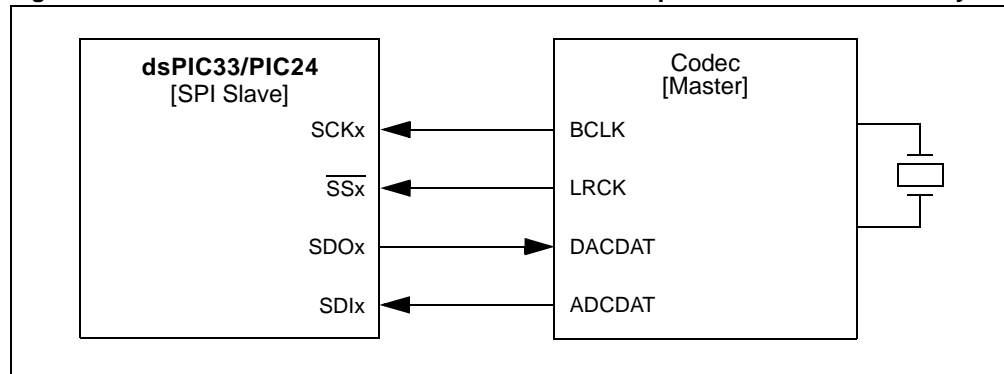 dsPIC33/PIC24
[SPI Slave]
Codec
[Master]
SCKx
BCLK
SSx
LRCK
SDOx
DACDAT
SDIx
ADCDAT